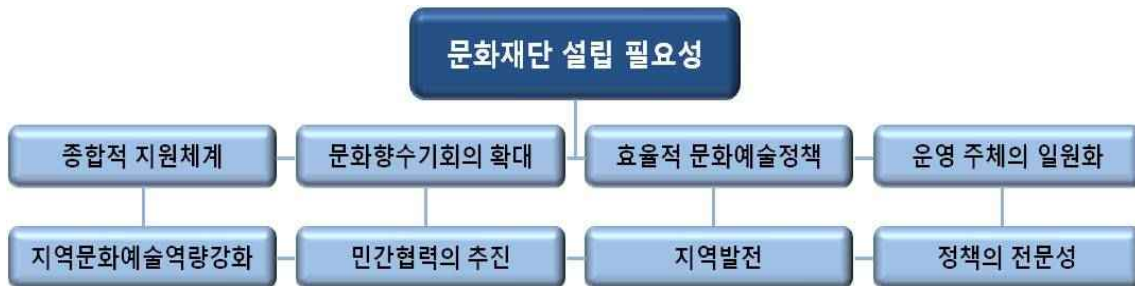 문화재단 설립 필요성
종합적 지원체계
문화향수기회의 확대
효율적 문화예술정책
운영 주체의 일원화
지역문화예술역량강화
민간협력의 추진
지역발전
정책의 전문성